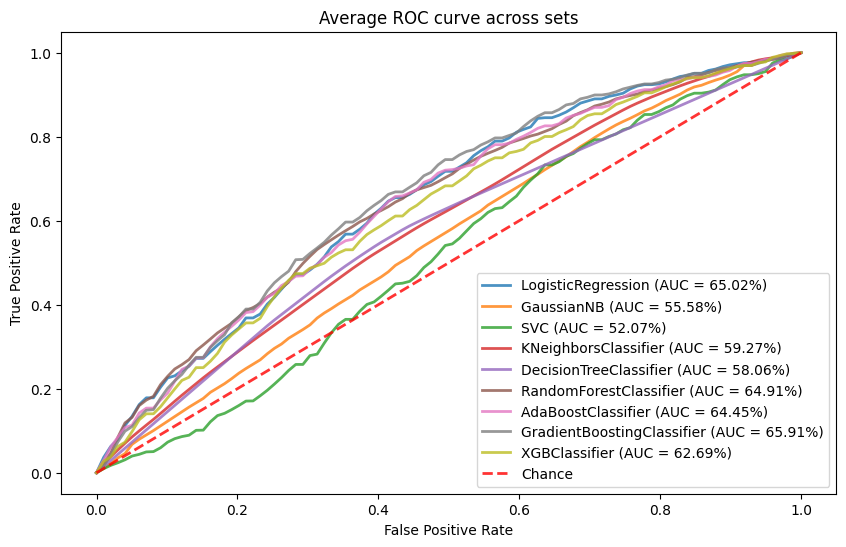 Average ROC curve across sets
True Positive Rate
1.0
0.8
0.6
0.4
0.2
0.0
LogisticRegression (AUC = 65.02%)
GaussianNB (AUC = 55.58%)
SVC (AUC = 52.07%)
KNeighborsClassifier (AUC = 59.27%)
DecisionTreeClassifier (AUC = 58.06%)
RandomForestClassifier (AUC = 64.91%)
AdaBoostClassifier (AUC = 64.45%)
GradientBoostingClassifier (AUC = 65.91%)
XGBClassifier (AUC = 62.69%)
Chance
0.0 0.2 0.4 0.6 0.8 1.0
False Positive Rate